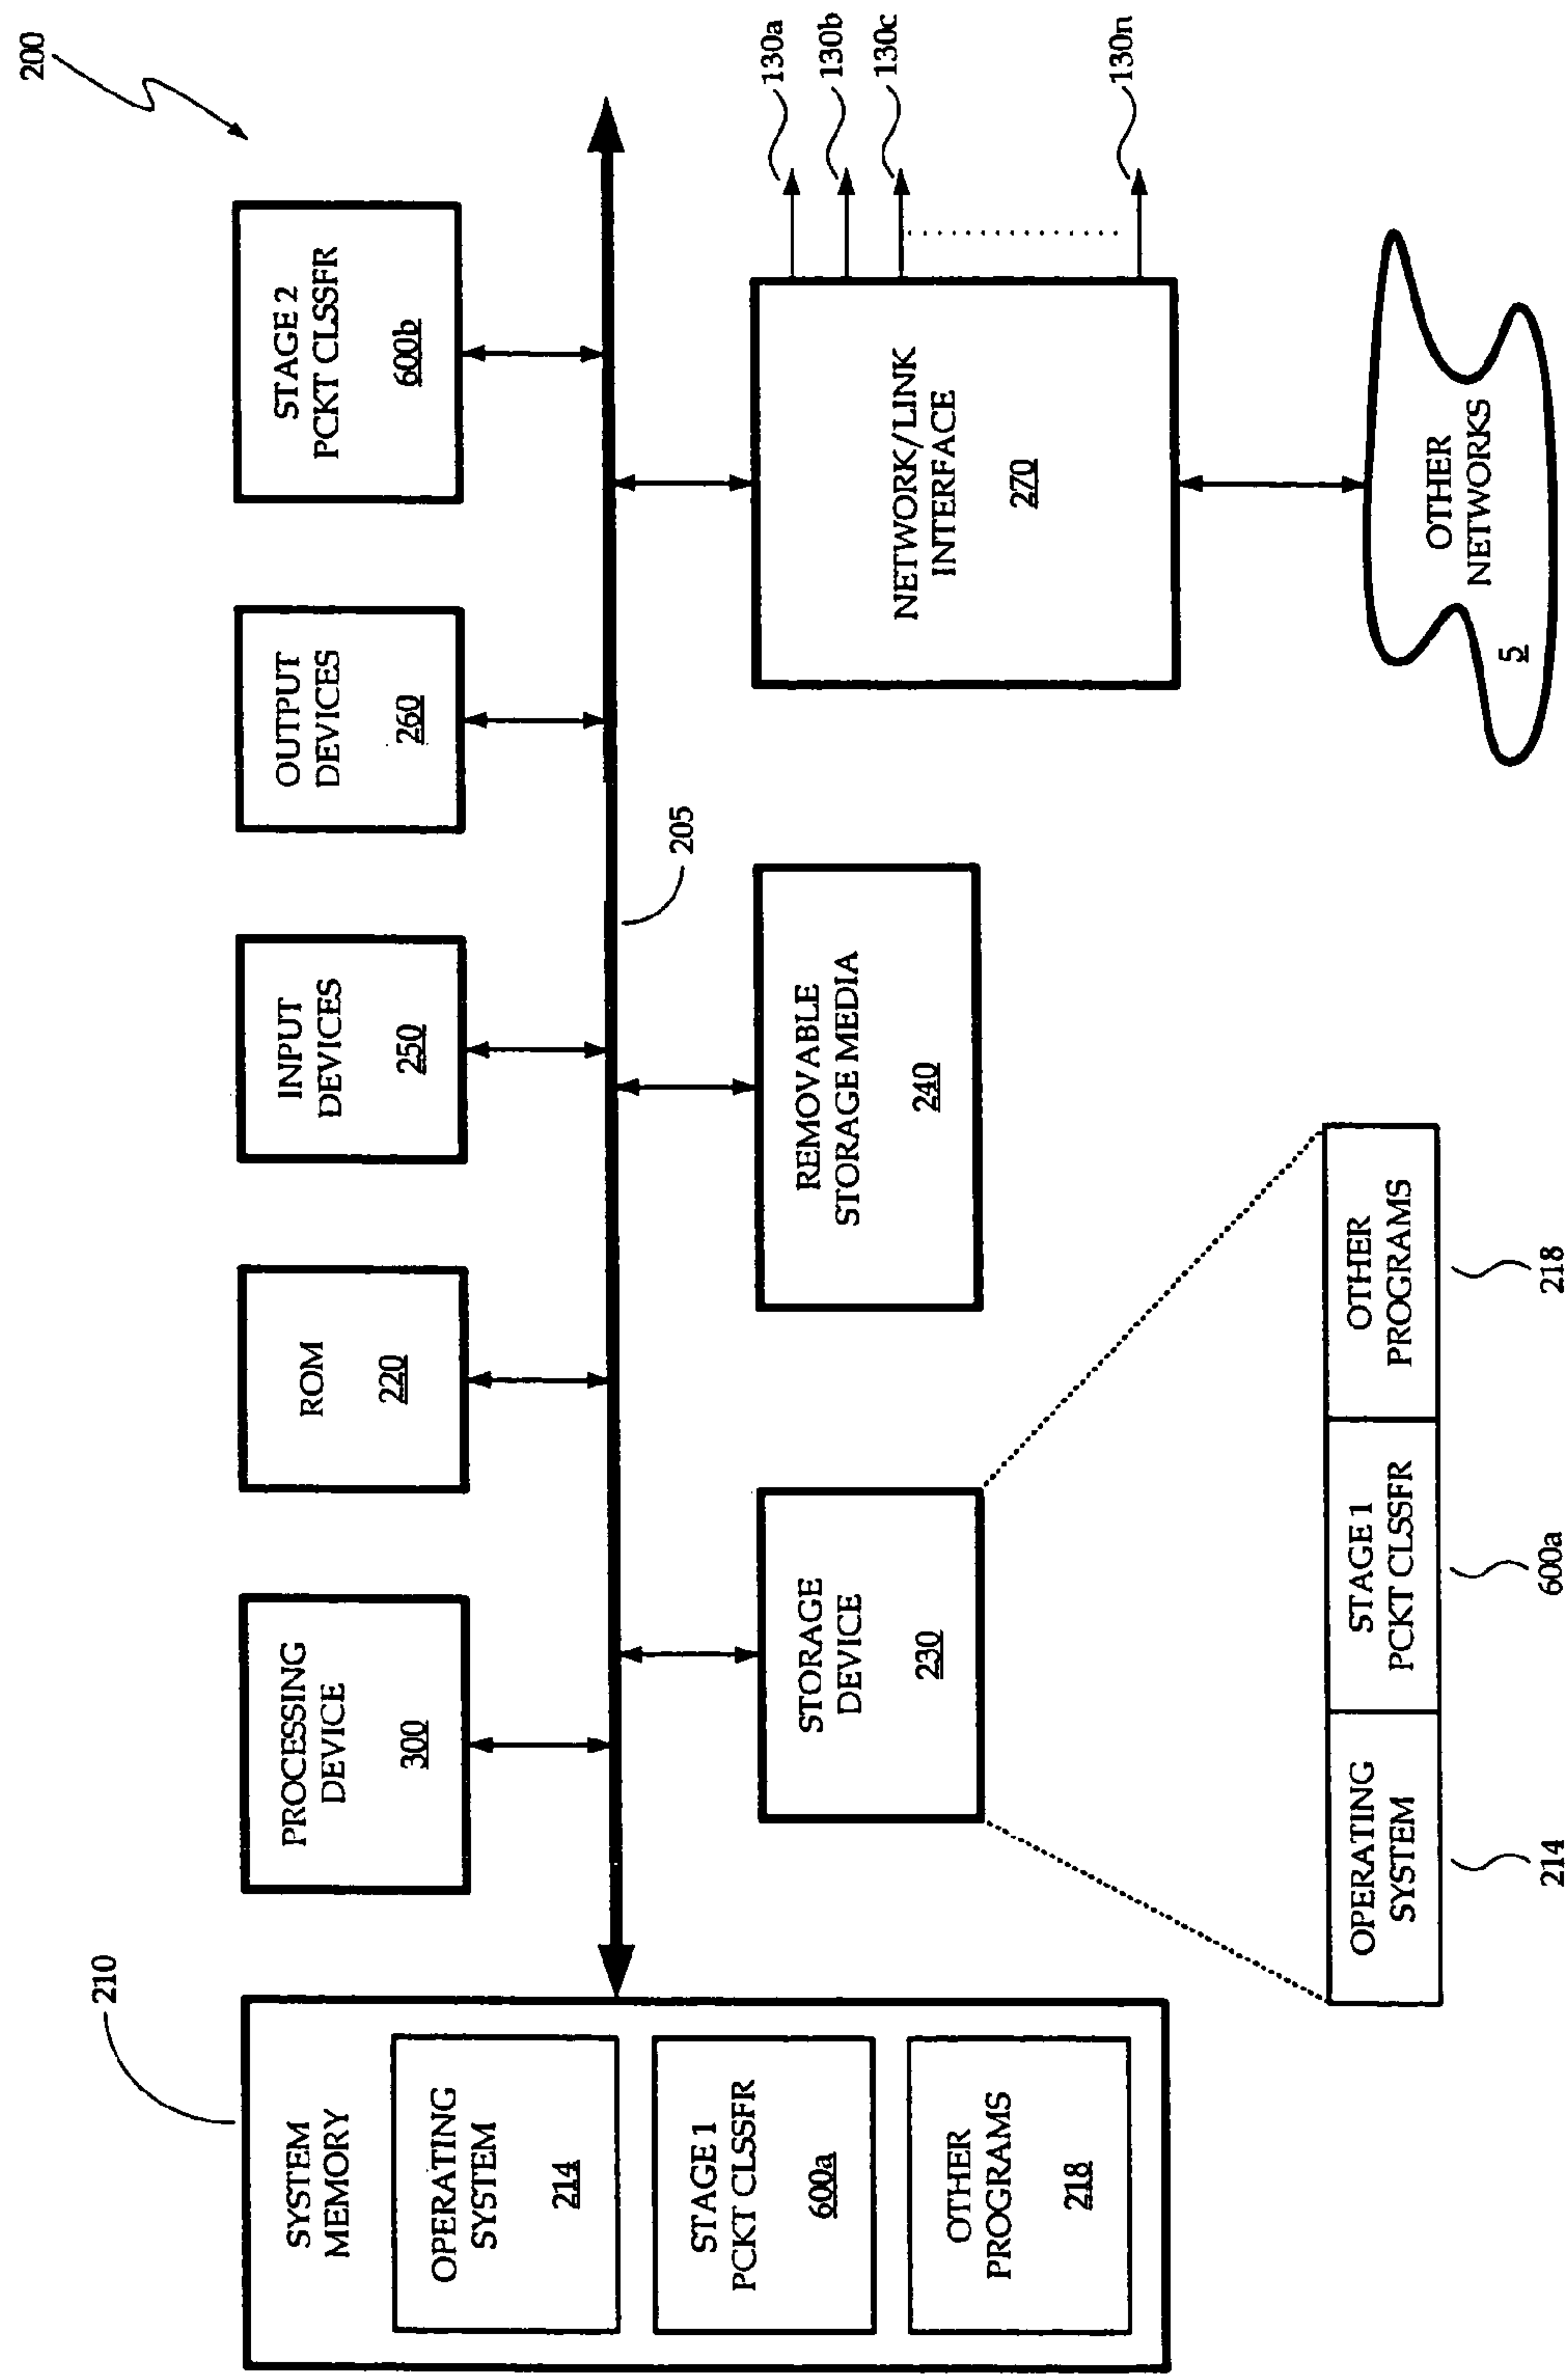 200
210
SYSTEM
MEMORY
OPERATING
SYSTEM
214
STAGE 1
PCKT CLSSFR
600a
OTHER
PROGRAMS
218
PROCESSING
DEVICE
300
ROM
220
INPUT
DEVICES
250
OUTPUT
DEVICES
260
STAGE 2
PCKT CLSSFR
600b
205
STORAGE
DEVICE
230
REMOVABLE
STORAGE MEDIA
240
NETWORK/LINK
INTERFACE
270
130a
130b
130c
130n
OPERATING
SYSTEM
STAGE 1
PCKT CLSSFR
OTHER
PROGRAMS
214
600a
218
OTHER
NETWORKS
5